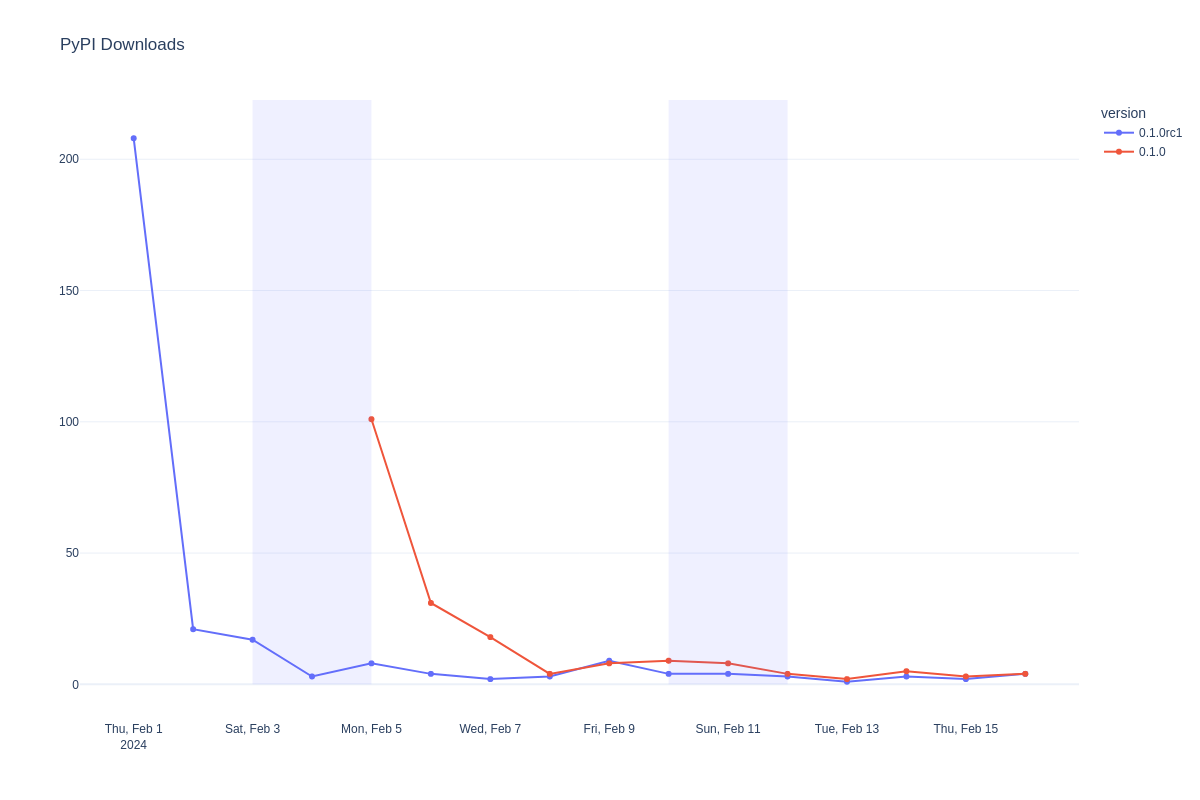 PyPI Downloads
version
0.1.0rc1
0.1.0
200
150
100
50
0
Thu, Feb 1
2024
Sat, Feb 3
Mon, Feb 5
Wed, Feb 7
Fri, Feb 9
Sun, Feb 11
Tue, Feb 13
Thu, Feb 15